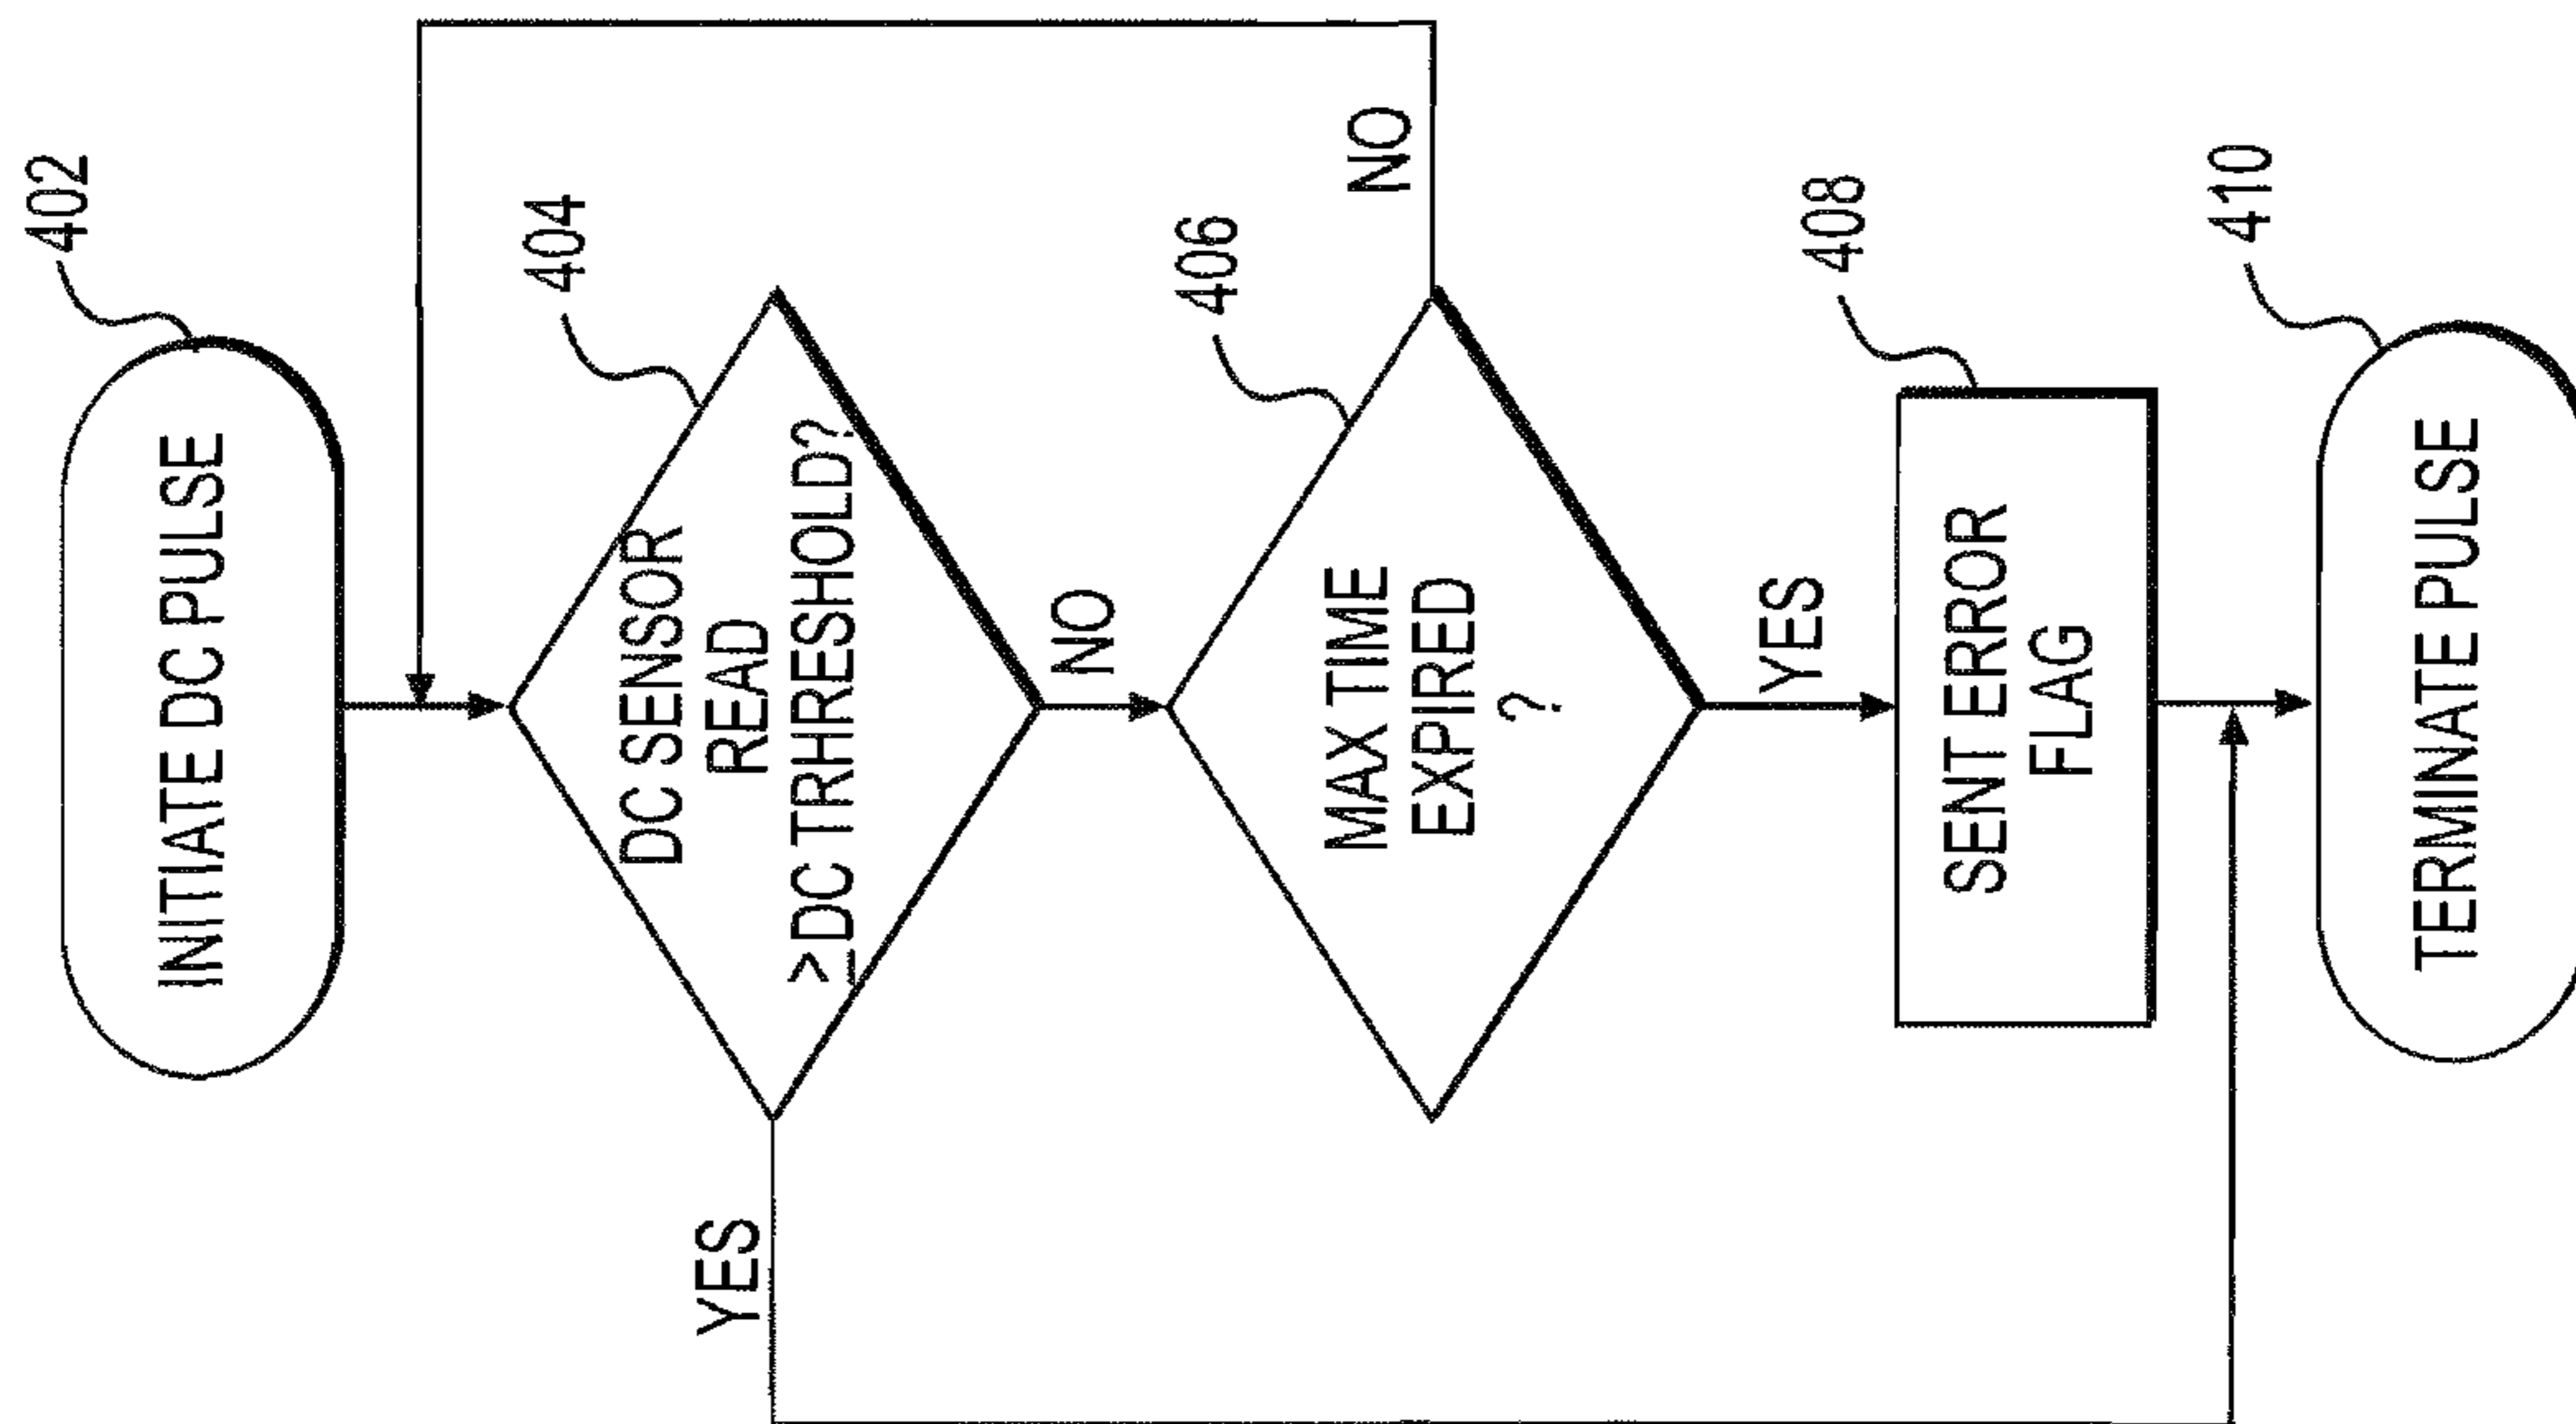 INITIATE DC PULSE
402
DC SENSOR
READ
>DC TRHRESHOLD?
404
YES
NO
MAX TIME
EXPIRED
?
406
NO
YES
SENT ERROR
FLAG
408
TERMINATE PULSE
410